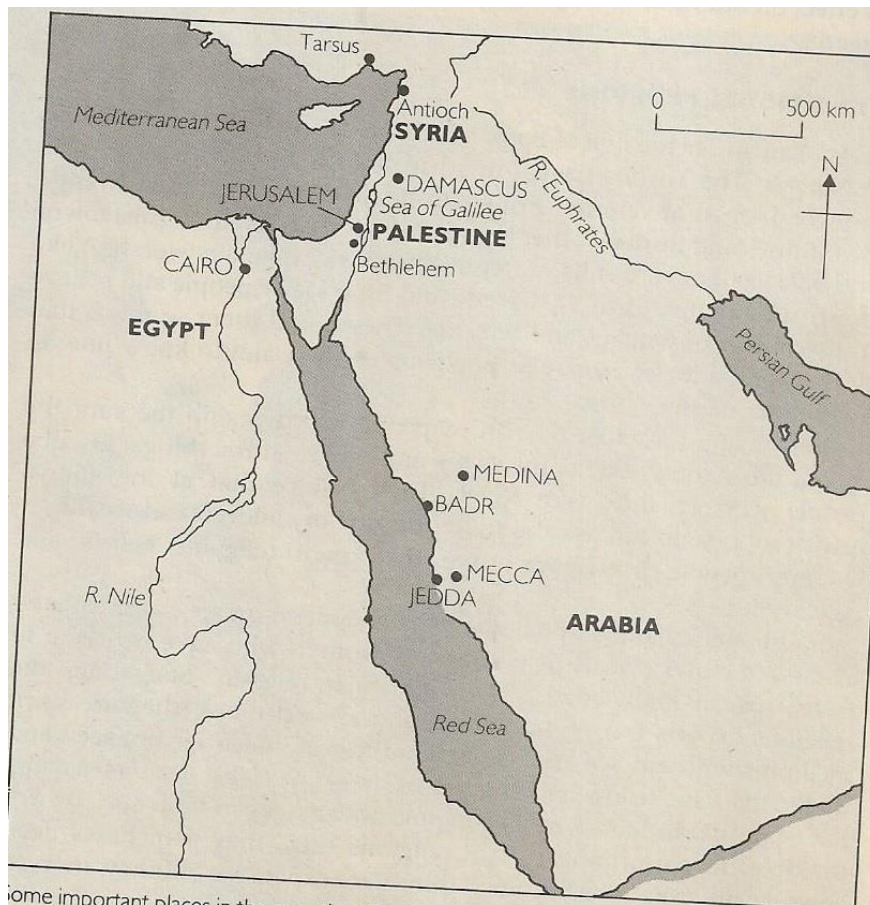 Tarsus
Mediterranean Sea
Antioch
SYRIA
0 500 km
N
R. Euphrates
DAMASCUS
JERUSALEM
Sea of Galilee
PALESTINE
Bethlehem
CAIRO
EGYPT
Persian Gulf
MEDINA
BADR
MECCA
JEDDA
R. Nile
ARABIA
Red Sea
Some important places in the